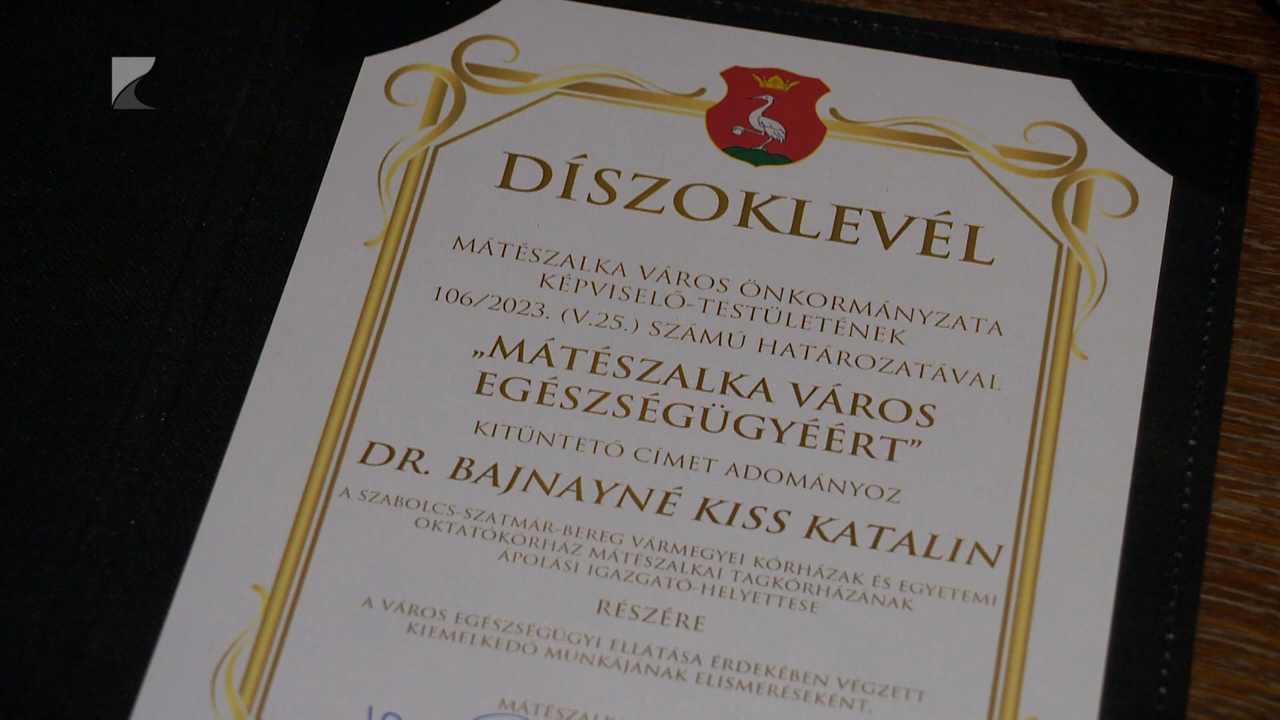 DÍSZOKLEVÉL
MÁTÉSZALKA VÁROS ÖNKORMÁNYZATA
KÉPVISELŐ-TESTÜLETÉNEK
106/2023. (V.25.) SZÁMÚ HATÁROZATÁVAL
„MÁTÉSZALKA VÁROS
EGÉSZSÉGÜGYÉÉRT”
KITÜNTETŐ CÍMET ADOMÁNYOZ
DR. BAJNAYNÉ KISS KATALIN
A SZABOLCS-SZATMÁR-BEREG VÁRMEGYEI KÓRHÁZAK ÉS EGYETEMI
OKTATÓKÓRHÁZ MÁTÉSZALKAI TAGKÓRHÁZÁNAK
ÁPOLÁSI IGAZGATÓ-HELYETTESE
RÉSZÉRE
A VÁROS EGÉSZSÉGÜGYI ELLÁTÁSA ÉRDEKÉBEN VÉGZETT
KIEMELKEDŐ MUNKÁJÁNAK ELISMERÉSEKÉNT.